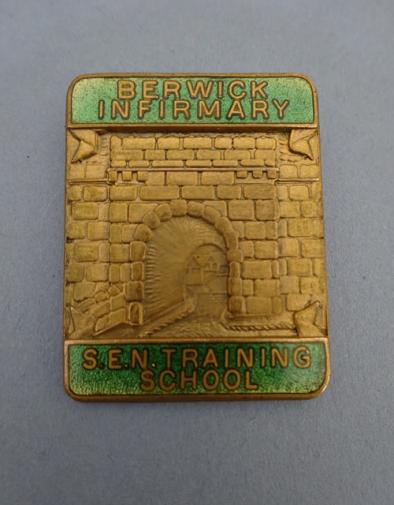 BERWICK
INFIRMARY
S.E.N. TRAINING
SCHOOL